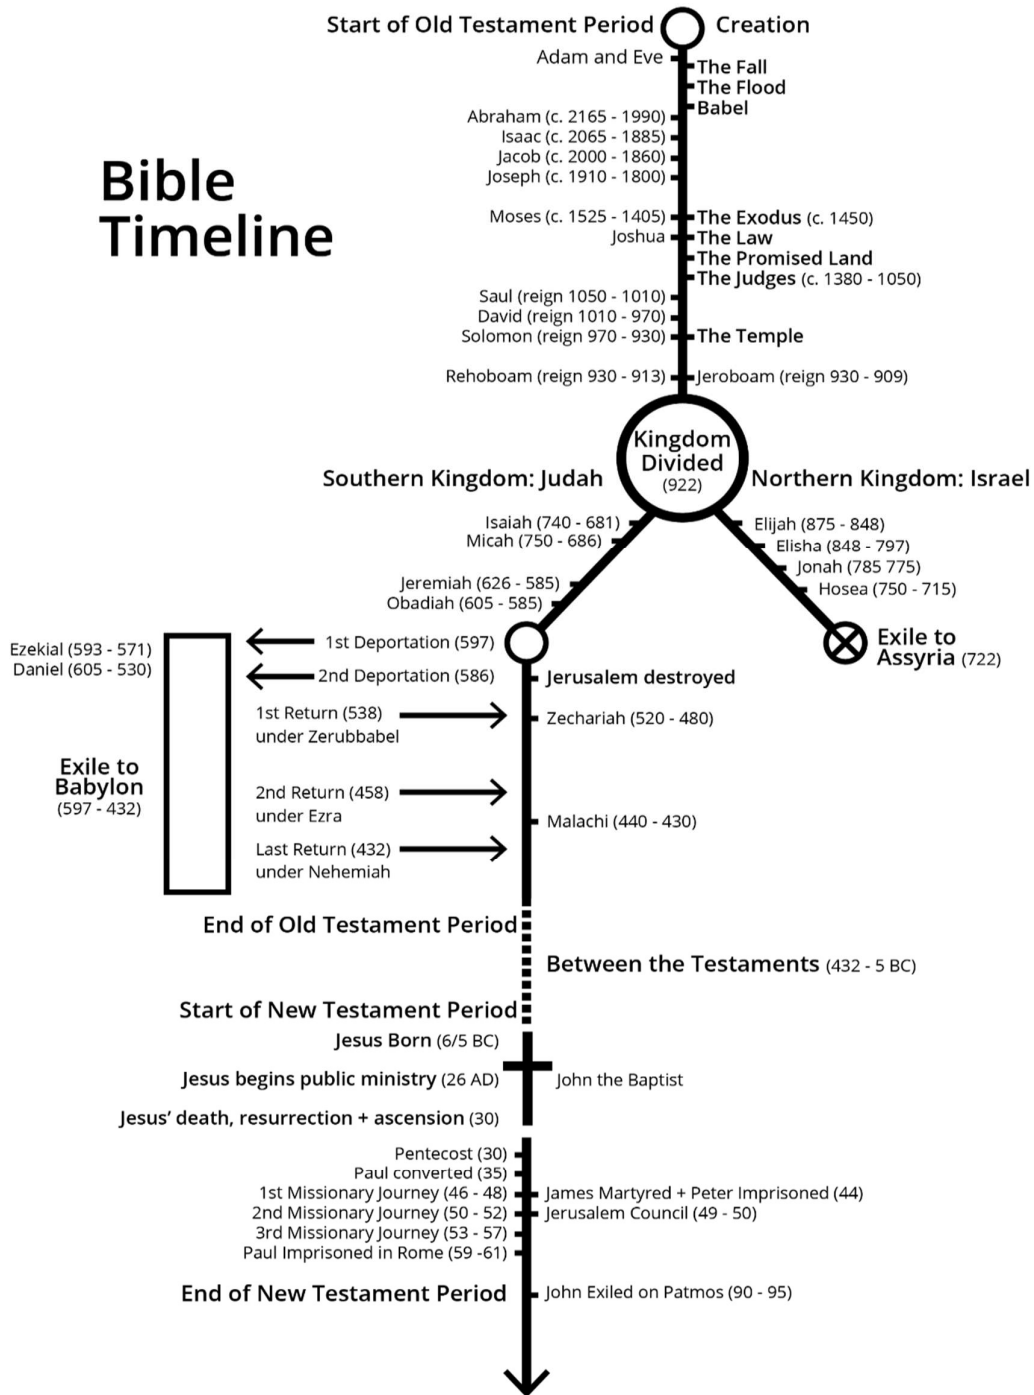 Start of Old Testament Period
Creation
Adam and Eve
The Fall
The Flood
Babel
Abraham (c. 2165 - 1990)
Isaac (c. 2065 - 1885)
Jacob (c. 2000 - 1860)
Joseph (c. 1910 - 1800)
Bible
Timeline
Moses (c. 1525 - 1405)
The Exodus (c. 1450)
Joshua
The Law
The Promised Land
The Judges (c. 1380 - 1050)
Saul (reign 1050 - 1010)
David (reign 1010 - 970)
Solomon (reign 970 - 930)
The Temple
Rehoboam (reign 930 - 913)
Jeroboam (reign 930 - 909)
Kingdom
Divided
(922)
Southern Kingdom: Judah
Northern Kingdom: Israel
Isaiah (740 - 681)
Micah (750 - 686)
Jeremiah (626 - 585)
Obadiah (605 - 585)
Elijah (875 - 848)
Elisha (848 - 797)
Jonah (785 775)
Hosea (750 - 715)
Exile to
Assyria (722)
Ezekial (593 - 571)
Daniel (605 - 530)
1st Deportation (597)
2nd Deportation (586)
Jerusalem destroyed
1st Return (538)
under Zerubbabel
Zechariah (520 - 480)
Exile to
Babylon
(597 - 432)
2nd Return (458)
under Ezra
Malachi (440 - 430)
Last Return (432)
under Nehemiah
End of Old Testament Period
Between the Testaments (432 - 5 BC)
Start of New Testament Period
Jesus Born (6/5 BC)
Jesus begins public ministry (26 AD)
John the Baptist
Jesus’ death, resurrection + ascension (30)
Pentecost (30)
Paul converted (35)
1st Missionary Journey (46 - 48)
James Martyred + Peter Imprisoned (44)
2nd Missionary Journey (50 - 52)
Jerusalem Council (49 - 50)
3rd Missionary Journey (53 - 57)
Paul Imprisoned in Rome (59 -61)
End of New Testament Period
John Exiled on Patmos (90 - 95)